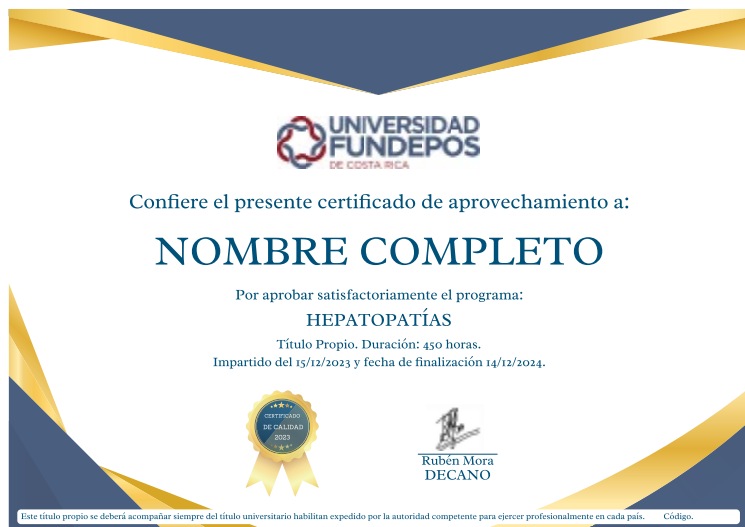 UNIVERSIDAD
FUNDEPOS
DE COSTA RICA
Confiere el presente certificado de aprovechamiento a:
NOMBRE COMPLETO
Por aprobar satisfactoriamente el programa:
HEPATOPATÍAS
Título Propio. Duración: 450 horas.
Impartido del 15/12/2023 y fecha de finalización 14/12/2024.
CERTIFICADO
DE CALIDAD
2023
Rubén Mora
DECANO
Este título propio se deberá acompañar siempre del título universitario habilitan expedido por la autoridad competente para ejercer profesionalmente en cada país. Código.